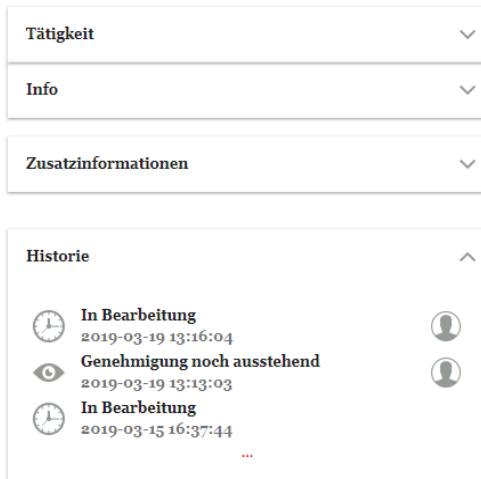 Tätigkeit
Info
Zusatzinformationen
Historie
In Bearbeitung
2019-03-19 13:16:04
Genehmigung noch ausstehend
2019-03-19 13:13:03
In Bearbeitung
2019-03-15 16:37:44
...